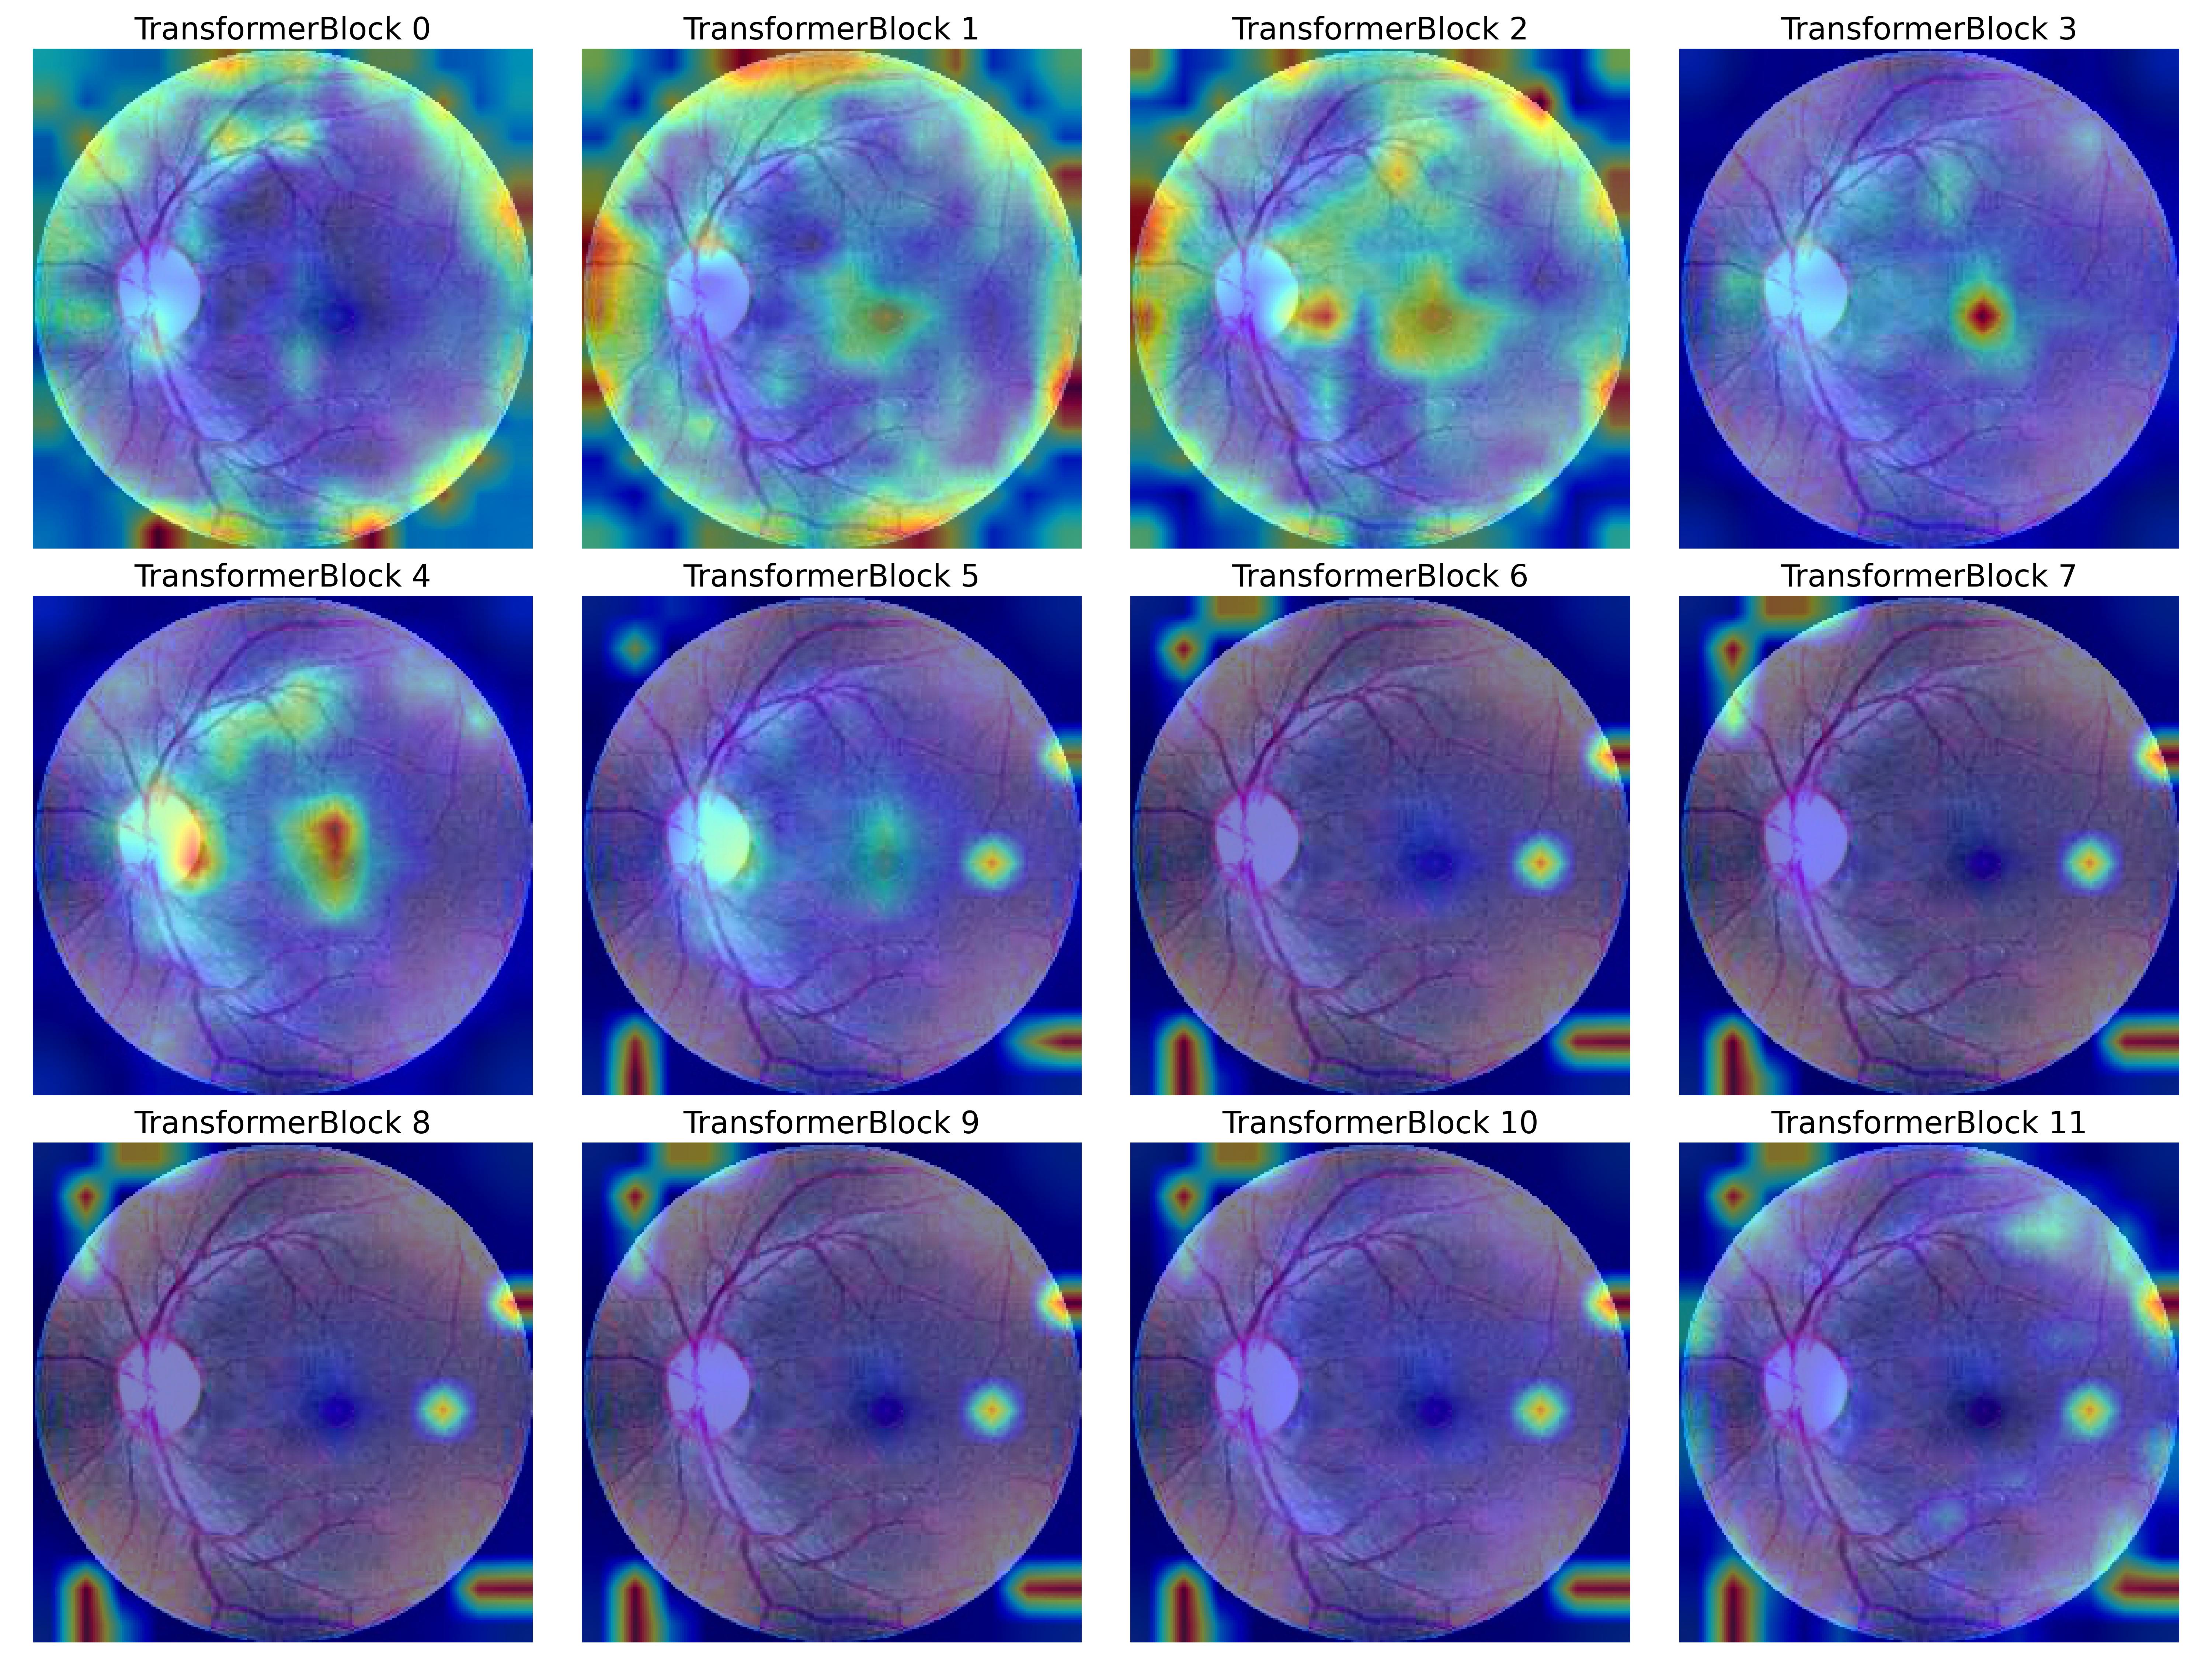 TransformerBlock 0
TransformerBlock 1
TransformerBlock 2
TransformerBlock 3
TransformerBlock 4
TransformerBlock 5
TransformerBlock 6
TransformerBlock 7
TransformerBlock 8
TransformerBlock 9
TransformerBlock 10
TransformerBlock 11